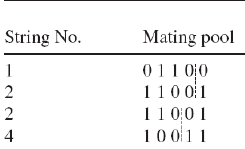 String No. Mating pool
1 0 1 1 0 0
2 1 1 0 0 1
2 1 1 0 0 1
4 1 0 0 1 1